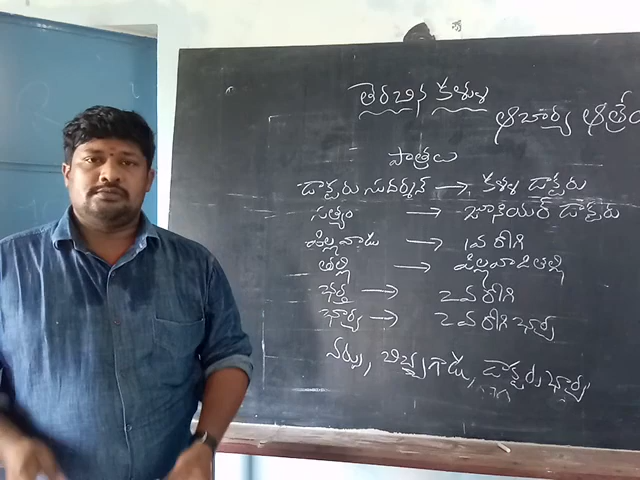 తెరచిన కళ్ళు
ఆచార్య ఆత్రేయ
పాత్రలు
డాక్టరు సుదర్శన్ → కళ్ళ డాక్టరు
సత్యం → జూనియర్ డాక్టరు
పిల్లవాడు → 1వ రోగి
తల్లి → పిల్లవాడి తల్లి
భర్త → 2వ రోగి
భార్య → 2వ రోగి భార్య
నర్సు, బిచ్చగాడు, డాక్టర్ భార్య